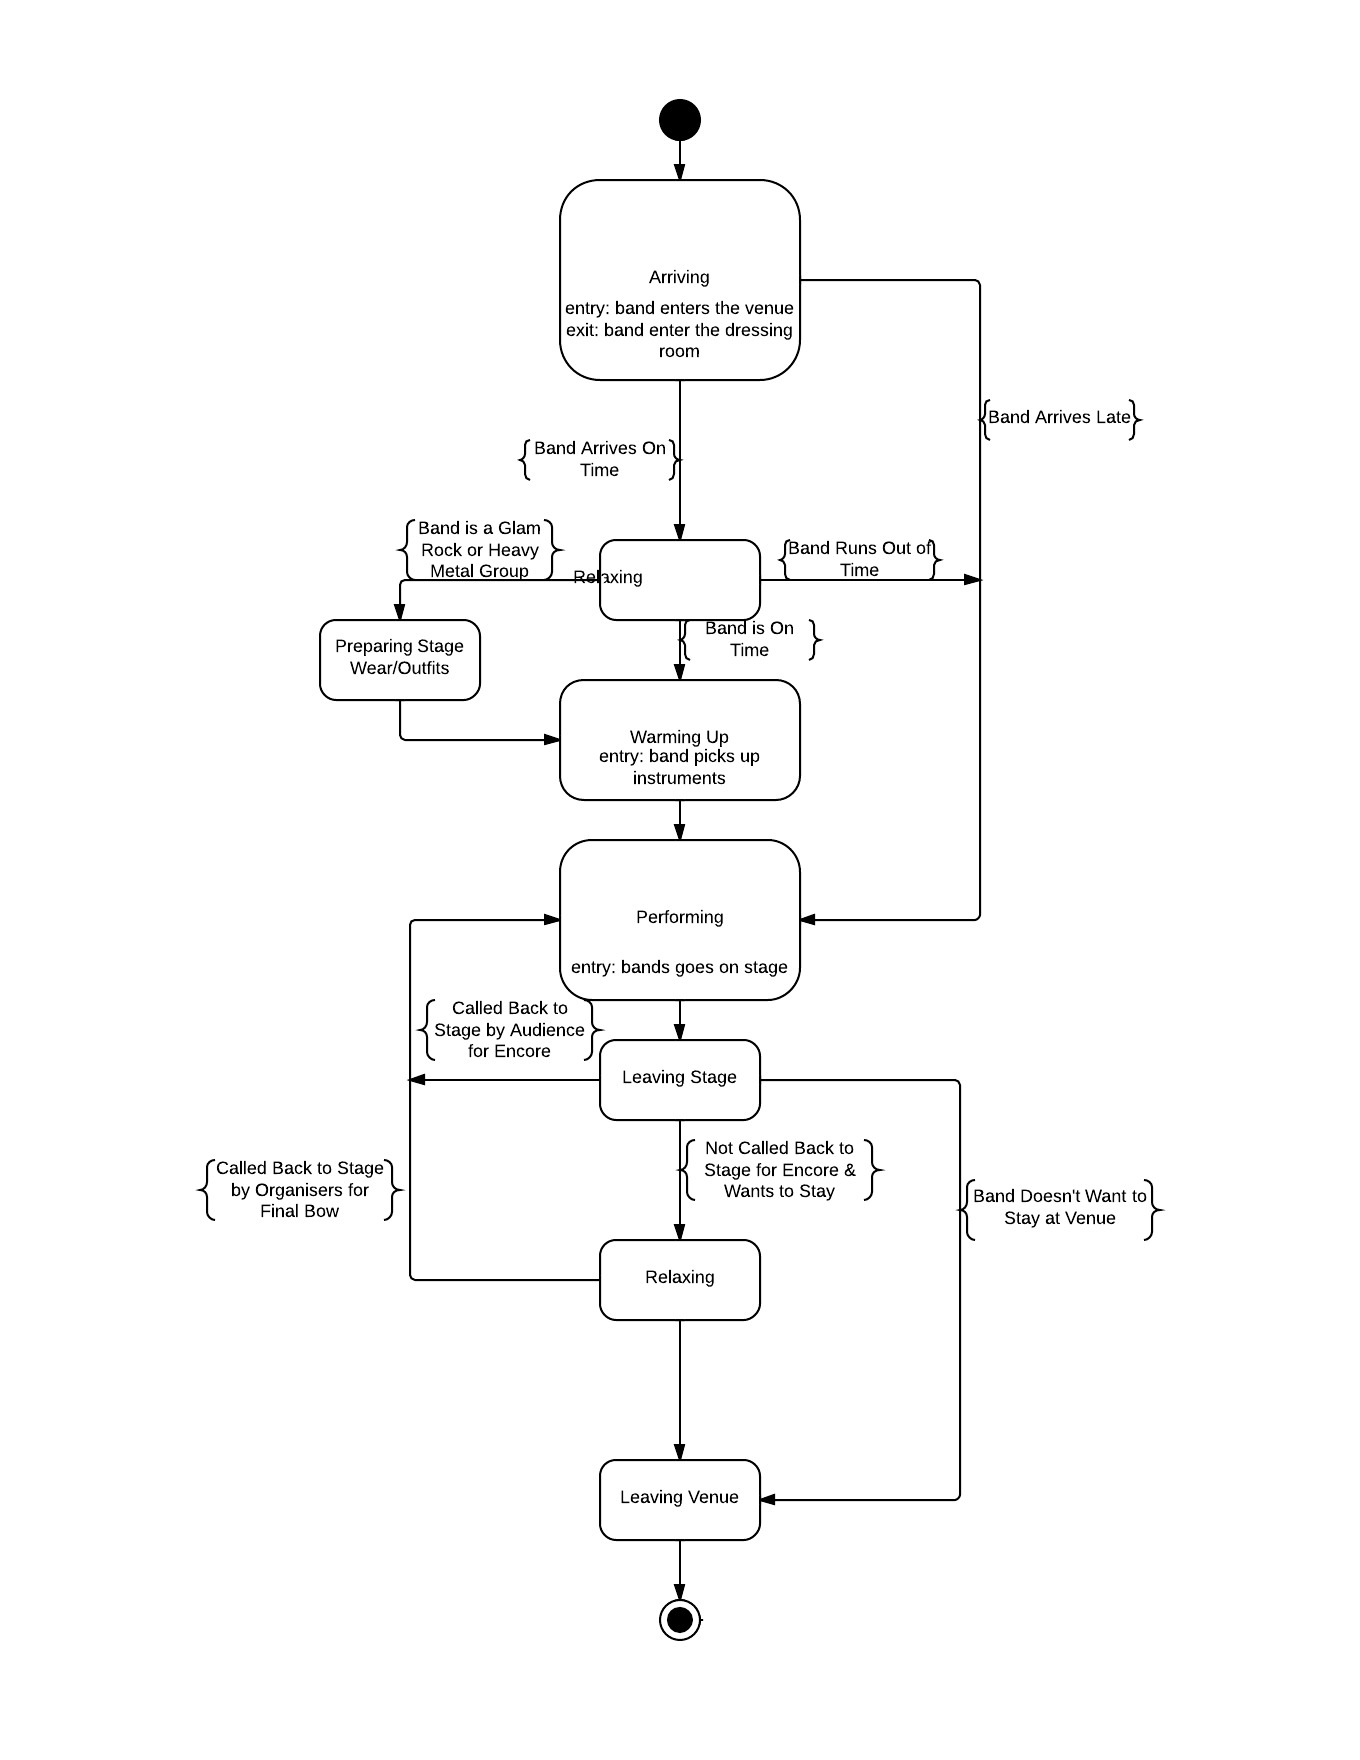 Arriving
entry: band enters the venue
exit: band enter the dressing
room
Band Arrives Late
Band Arrives On
Time
Band is a Glam
Rock or Heavy
Metal Group
Relaxing
Band Runs Out of
Time
Band is On
Time
Preparing Stage
Wear/Outfits
Warming Up
entry: band picks up
instruments
Performing
entry: bands goes on stage
Called Back to
Stage by Audience
for Encore
Leaving Stage
Not Called Back to
Stage for Encore &
Wants to Stay
Called Back to Stage
by Organisers for
Final Bow
Band Doesn't Want to
Stay at Venue
Relaxing
Leaving Venue